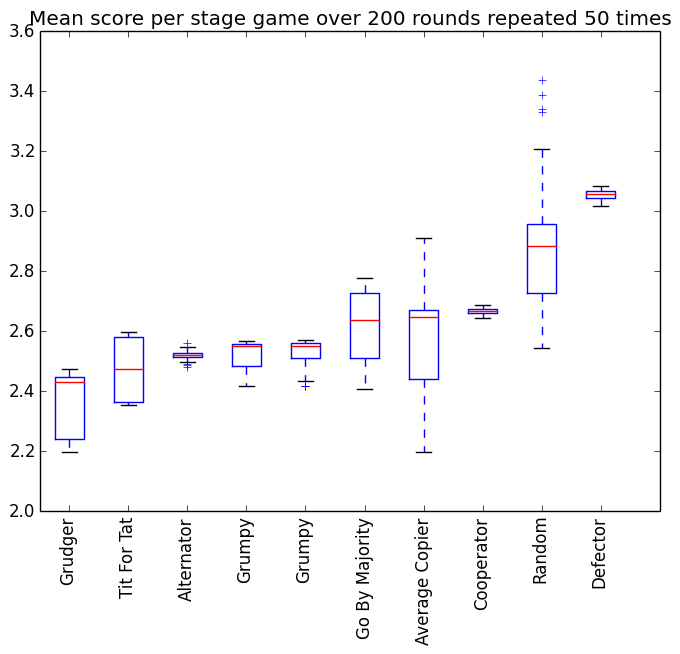 Mean score per stage game over 200 rounds repeated 50 times
3.6
3.4
3.2
3.0
2.8
2.6
2.4
2.2
2.0
Grudger
Tit For Tat
Alternator
Grumpy
Grumpy
Go By Majority
Average Copier
Cooperator
Random
Defector